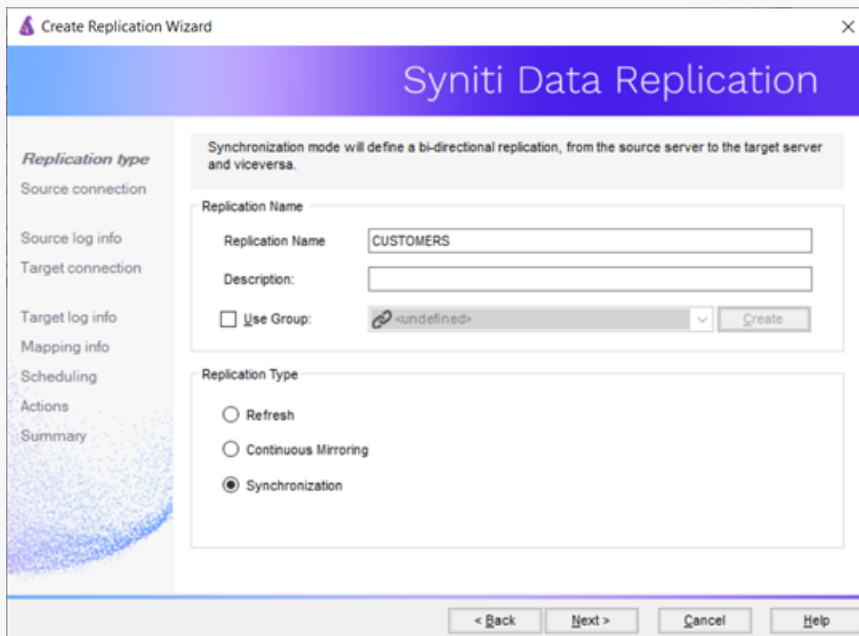 Create Replication Wizard
Syniti Data Replication
Replication type
Source connection
Source log info
Target connection
Target log info
Mapping info
Scheduling
Actions
Summary
Synchronization mode will define a bi-directional replication, from the source server to the target server
and viceversa.
Replication Name
Replication Name
CUSTOMERS
Description:
Use Group:
<undefined>
Create
Replication Type
Refresh
Continuous Mirroring
Synchronization
< Back
Next >
Cancel
Help